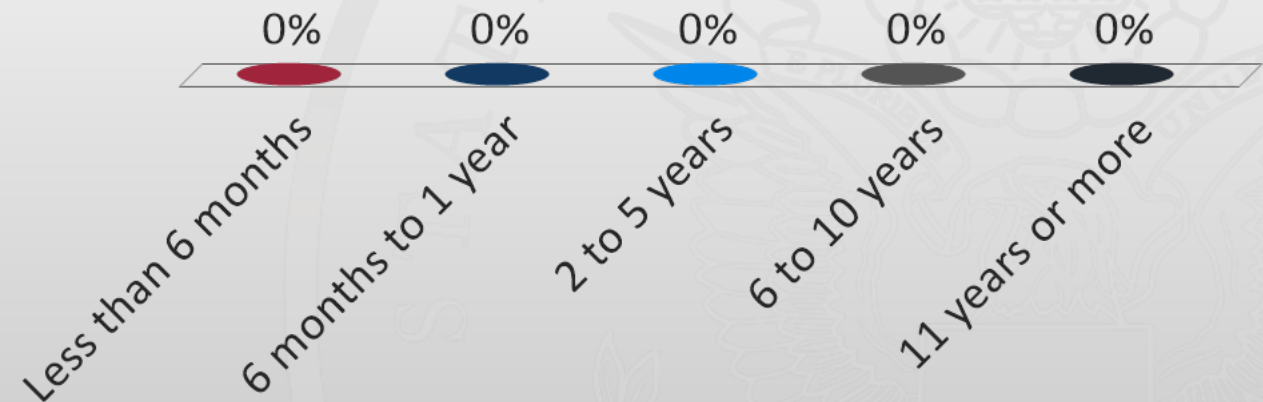 0% 0% 0% 0% 0%
Less than 6 months
6 months to 1 year
2 to 5 years
6 to 10 years
11 years or more